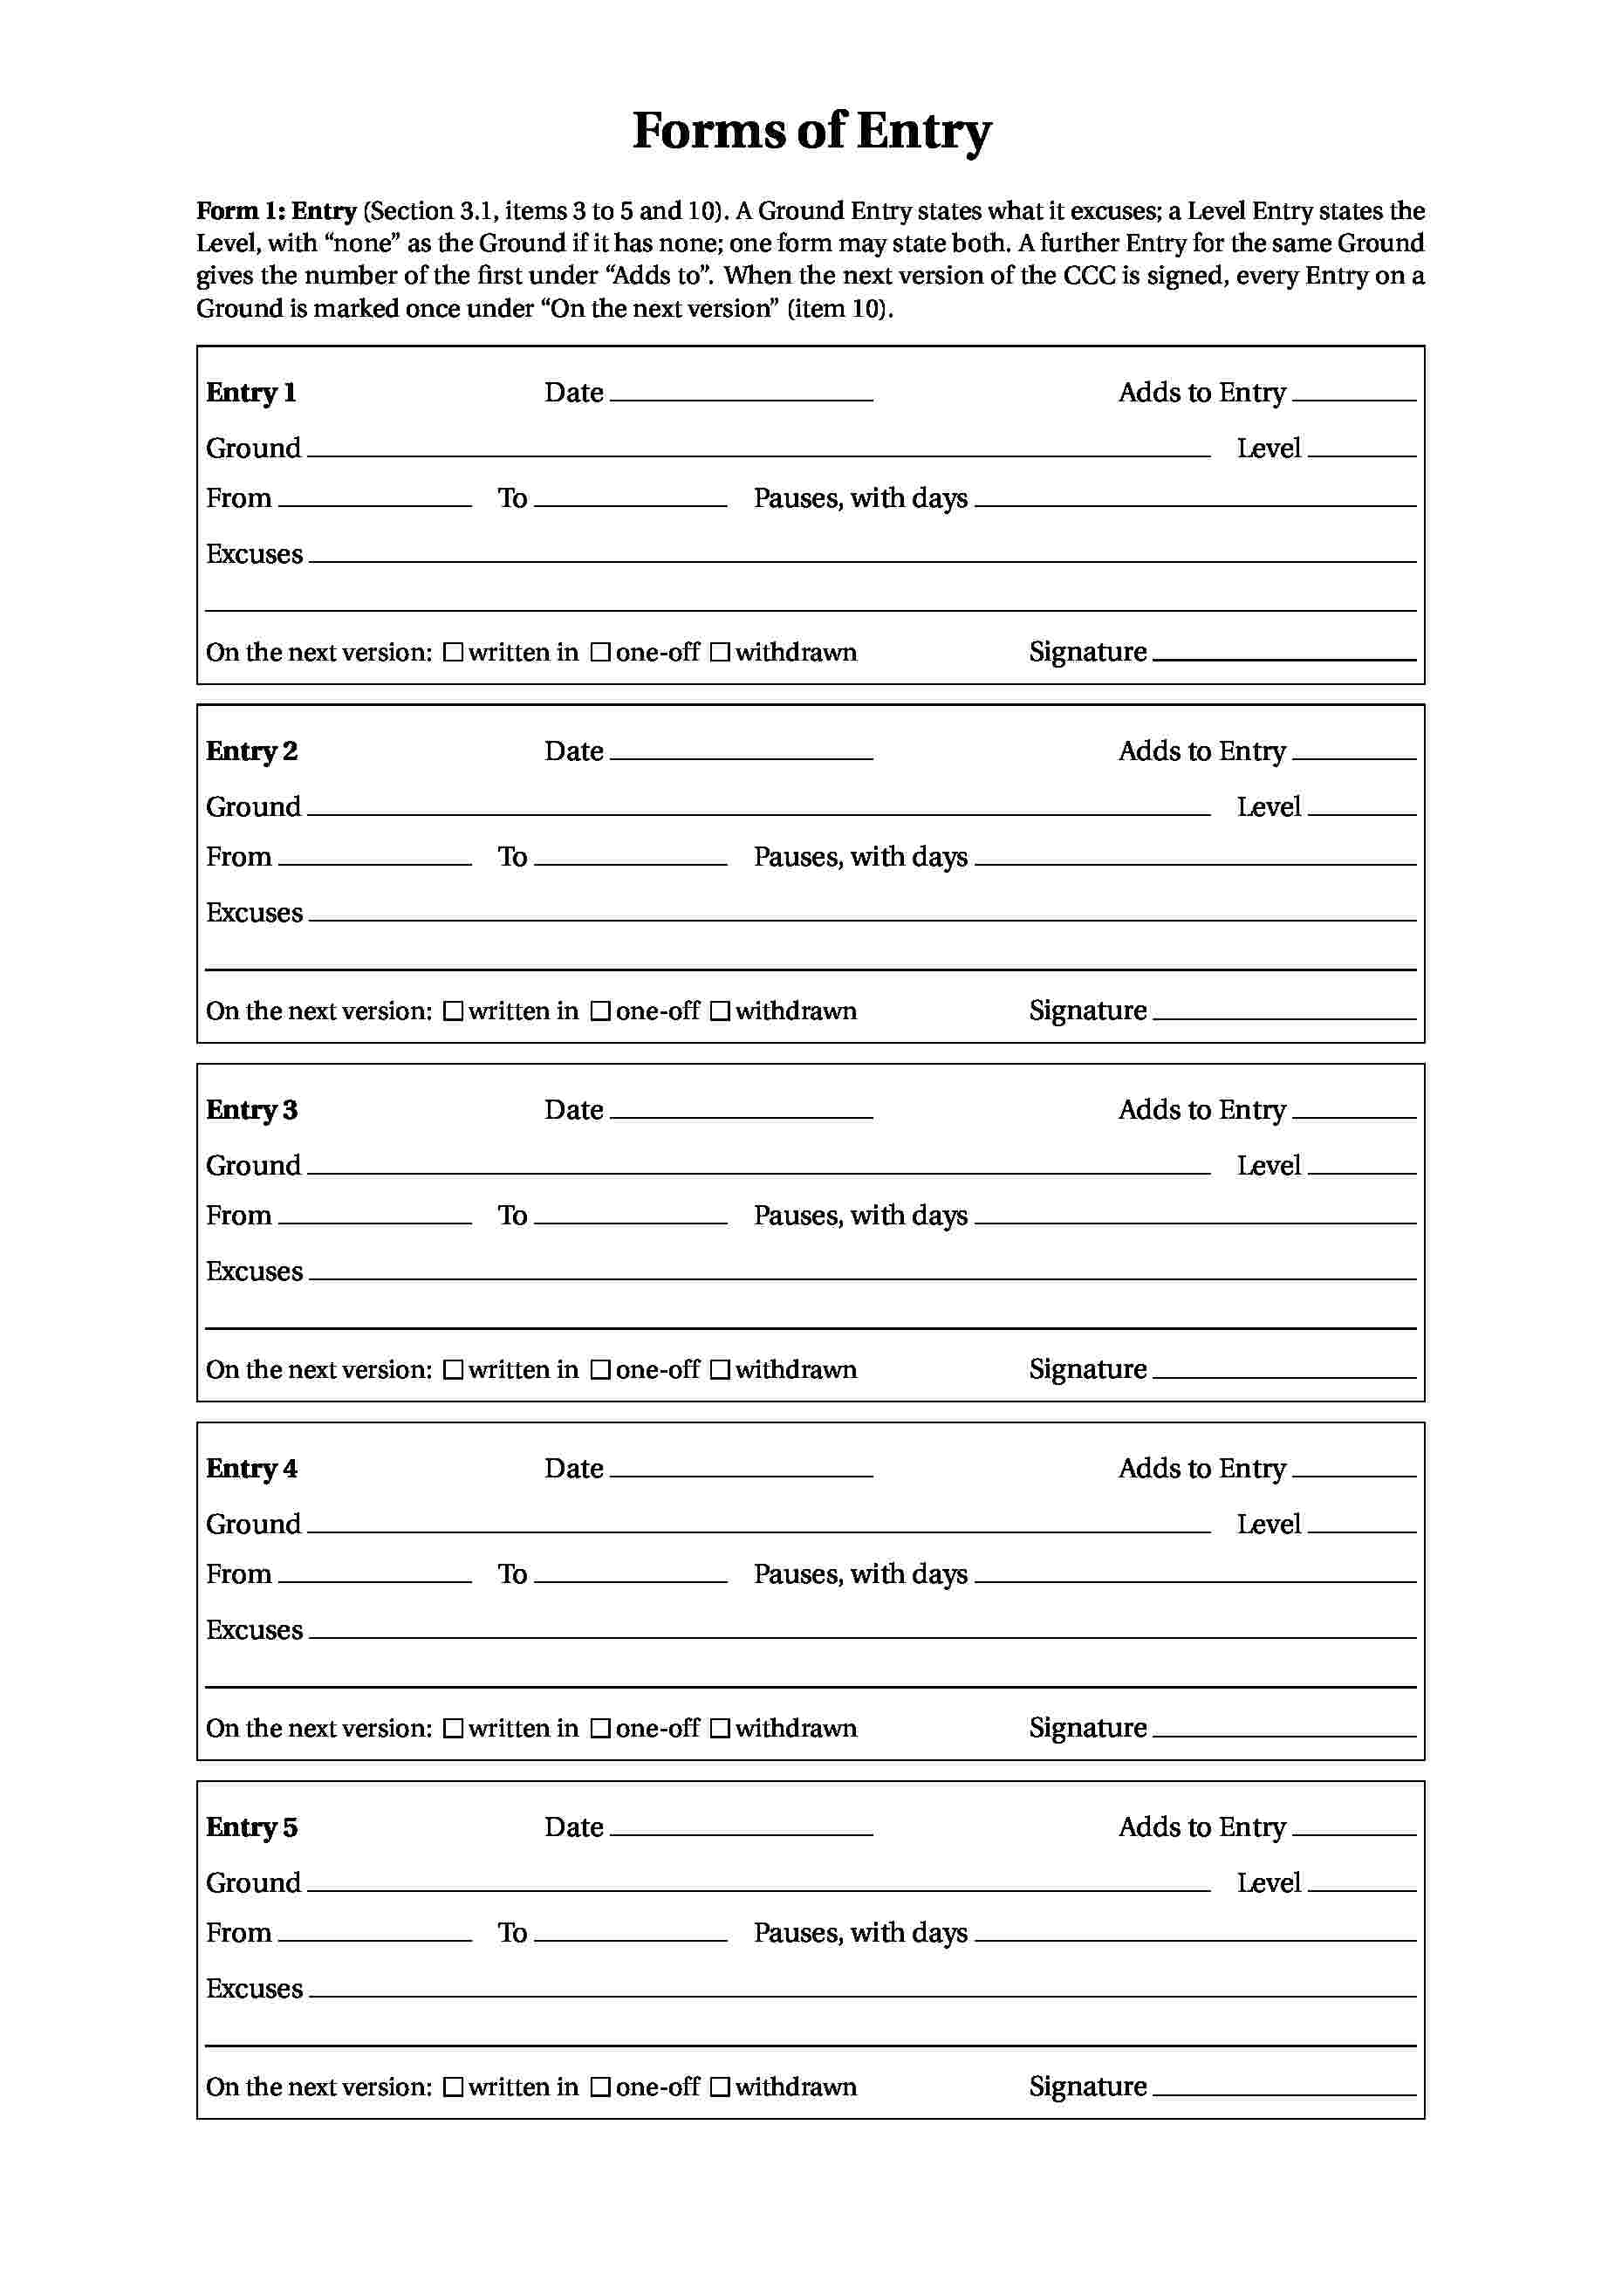 Forms of Entry
Form 1: Entry (Section 3.1, items 3 to 5 and 10). A Ground Entry states what it excuses; a Level Entry states the
Level, with “none” as the Ground if it has none; one form may state both. A further Entry for the same Ground
gives the number of the first under “Adds to”. When the next version of the CCC is signed, every Entry on a
Ground is marked once under “On the next version” (item 10).
Entry 1 Date Adds to Entry
Ground Level
From To Pauses, with days
Excuses
On the next version: □ written in □ one-off □ withdrawn Signature
Entry 2 Date Adds to Entry
Ground Level
From To Pauses, with days
Excuses
On the next version: □ written in □ one-off □ withdrawn Signature
Entry 3 Date Adds to Entry
Ground Level
From To Pauses, with days
Excuses
On the next version: □ written in □ one-off □ withdrawn Signature
Entry 4 Date Adds to Entry
Ground Level
From To Pauses, with days
Excuses
On the next version: □ written in □ one-off □ withdrawn Signature
Entry 5 Date Adds to Entry
Ground Level
From To Pauses, with days
Excuses
On the next version: □ written in □ one-off □ withdrawn Signature